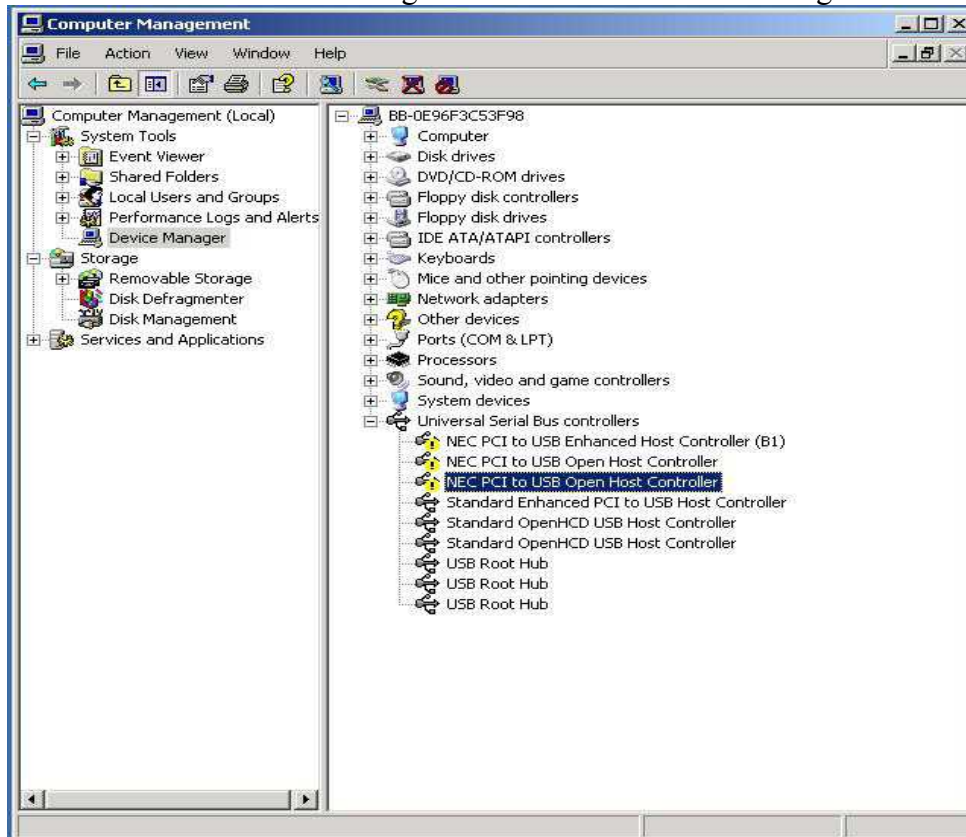 Computer Management
File Action View Window Help
Computer Management (Local)
System Tools
Event Viewer
Shared Folders
Local Users and Groups
Performance Logs and Alerts
Device Manager
Storage
Removable Storage
Disk Defragmenter
Disk Management
Services and Applications
BB-0E96F3C53F98
Computer
Disk drives
DVD/CD-ROM drives
Floppy disk controllers
Floppy disk drives
IDE ATA/ATAPI controllers
Keyboards
Mice and other pointing devices
Network adapters
Other devices
Ports (COM & LPT)
Processors
Sound, video and game controllers
System devices
Universal Serial Bus controllers
NEC PCI to USB Enhanced Host Controller (B1)
NEC PCI to USB Open Host Controller
NEC PCI to USB Open Host Controller
Standard Enhanced PCI to USB Host Controller
Standard OpenHCD USB Host Controller
Standard OpenHCD USB Host Controller
USB Root Hub
USB Root Hub
USB Root Hub